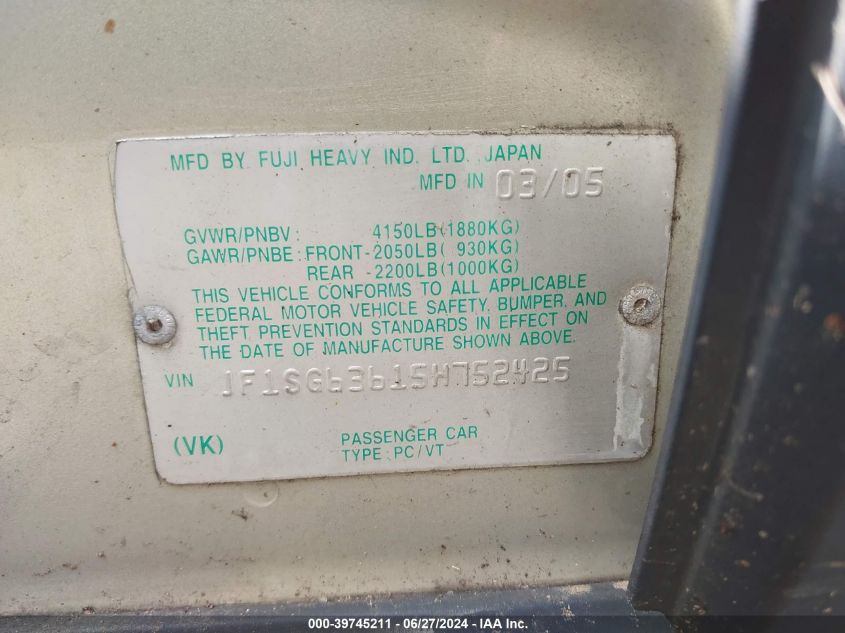 MFD BY FUJI HEAVY IND. LTD. JAPAN
MFD IN 03/05
GVWR/PNBV : 4150LB(1880KG)
GAWR/PNBE : FRONT-2050LB( 930KG)
REAR -2200LB(1000KG)
THIS VEHICLE CONFORMS TO ALL APPLICABLE
FEDERAL MOTOR VEHICLE SAFETY, BUMPER, AND
THEFT PREVENTION STANDARDS IN EFFECT ON
THE DATE OF MANUFACTURE SHOWN ABOVE.
VIN JF1SG63615H752425
(VK) PASSENGER CAR
TYPE : PC/VT
000-39745211 - 06/27/2024 - IAA Inc.